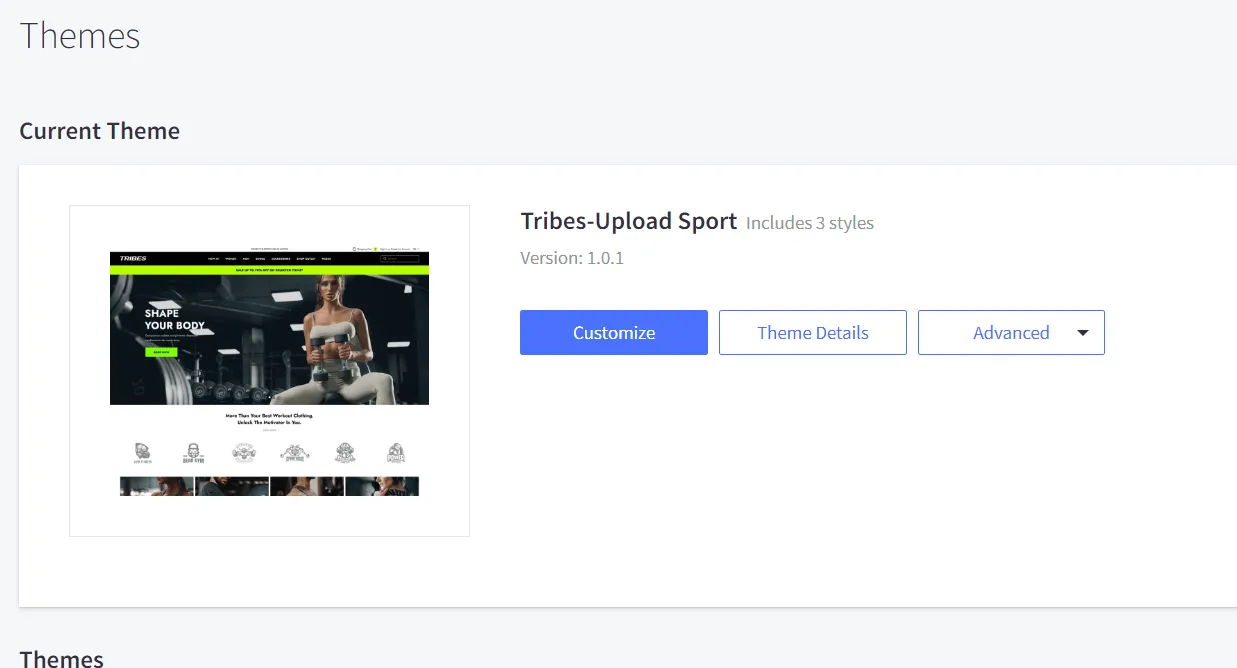 Themes
Current Theme
Tribes-Upload Sport Includes 3 styles
Version: 1.0.1
Customize
Theme Details
Advanced
TRIBES
SHAPE
YOUR BODY
More Than Your Best Workout Clothing.
Unlock The Motivator In You.
Themes